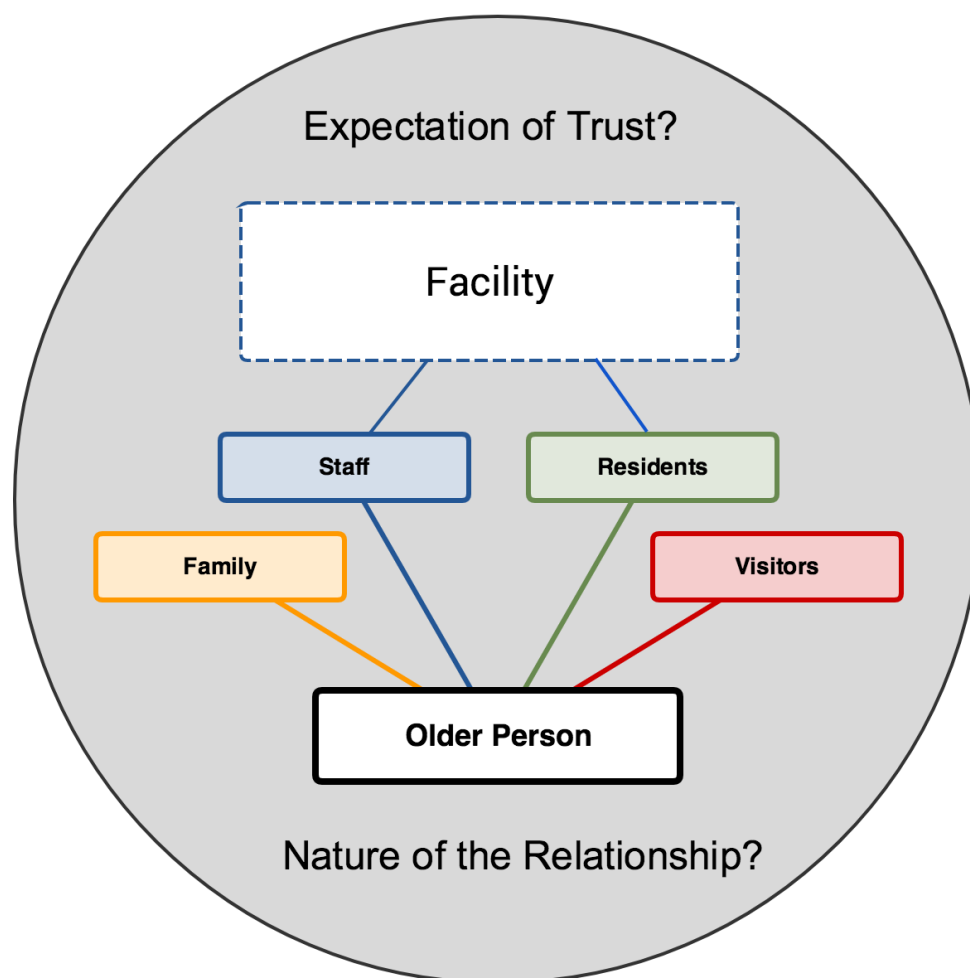 Expectation of Trust?
Facility
Staff
Residents
Family
Visitors
Older Person
Nature of the Relationship?